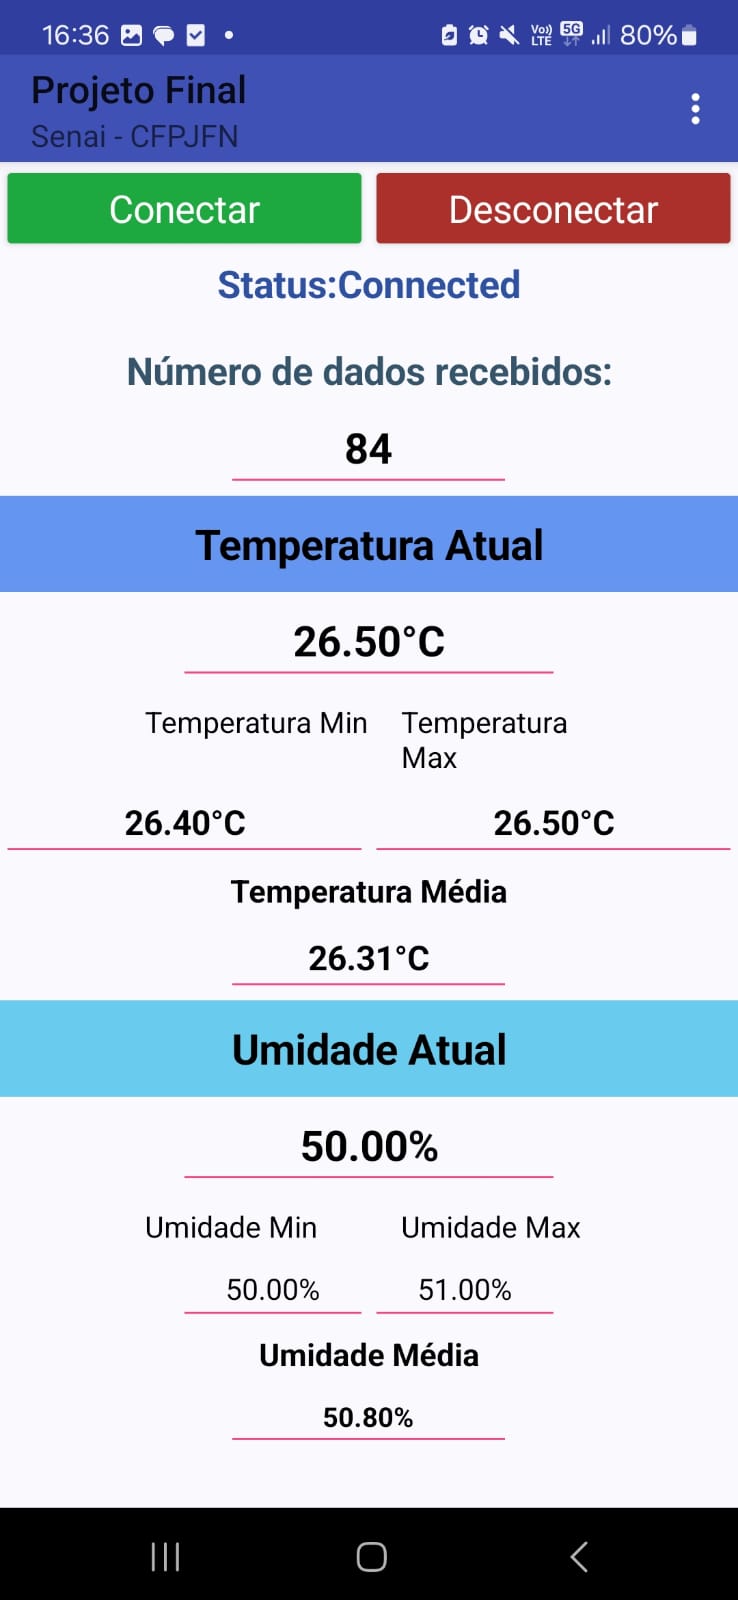 16:36 Vo)) LTE 5G 80%
Projeto Final
Senai - CFPJFN
Conectar Desconectar
Status:Connected
Número de dados recebidos:
84
Temperatura Atual
26.50°C
Temperatura Min Temperatura
Max
26.40°C 26.50°C
Temperatura Média
26.31°C
Umidade Atual
50.00%
Umidade Min Umidade Max
50.00% 51.00%
Umidade Média
50.80%